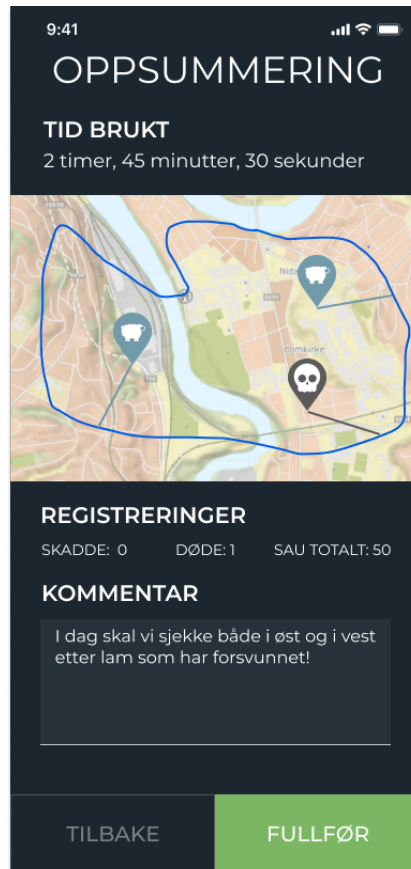 9:41
OPPSUMMERING
TID BRUKT
2 timer, 45 minutter, 30 sekunder
Nida
domkirke
REGISTRERINGER
SKADDE: 0 DØDE: 1 SAU TOTALT: 50
KOMMENTAR
I dag skal vi sjekke både i øst og i vest
etter lam som har forsvunnet!
TILBAKE FULLFØR